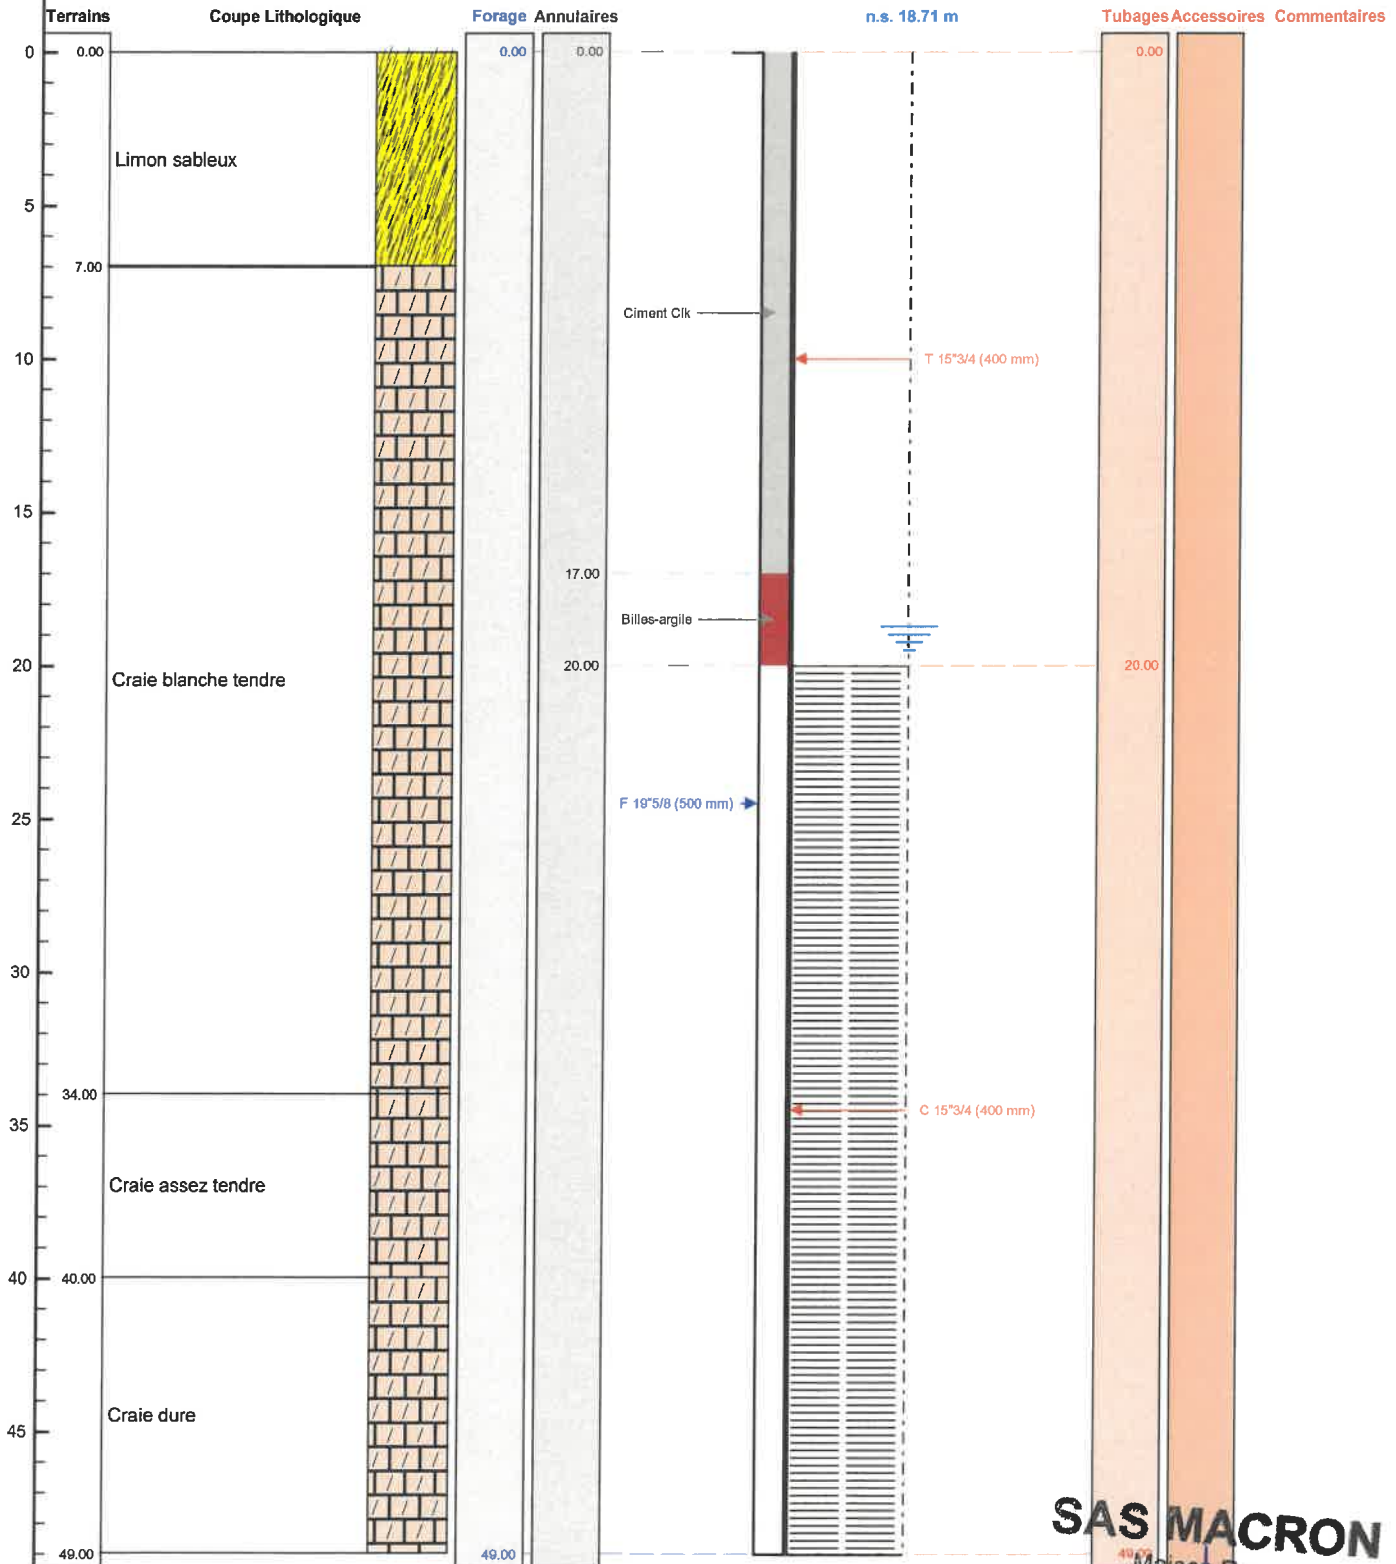 Terrains Coupe Lithologique Forage Annulaires n.s. 18.71 m Tubages Accessoires Commentaires
0 0.00 0.00 0.00 0.00
Limon sableux
5
7.00
Ciment Clk
10 T 15"3/4 (400 mm)
15
17.00
Billes-argile
20 20.00 20.00
Craie blanche tendre
F 19"5/8 (500 mm)
25
30
34.00
35 C 15"3/4 (400 mm)
Craie assez tendre
40 40.00
Craie dure
45
SAS MACRON
49.00 49.00 49.00